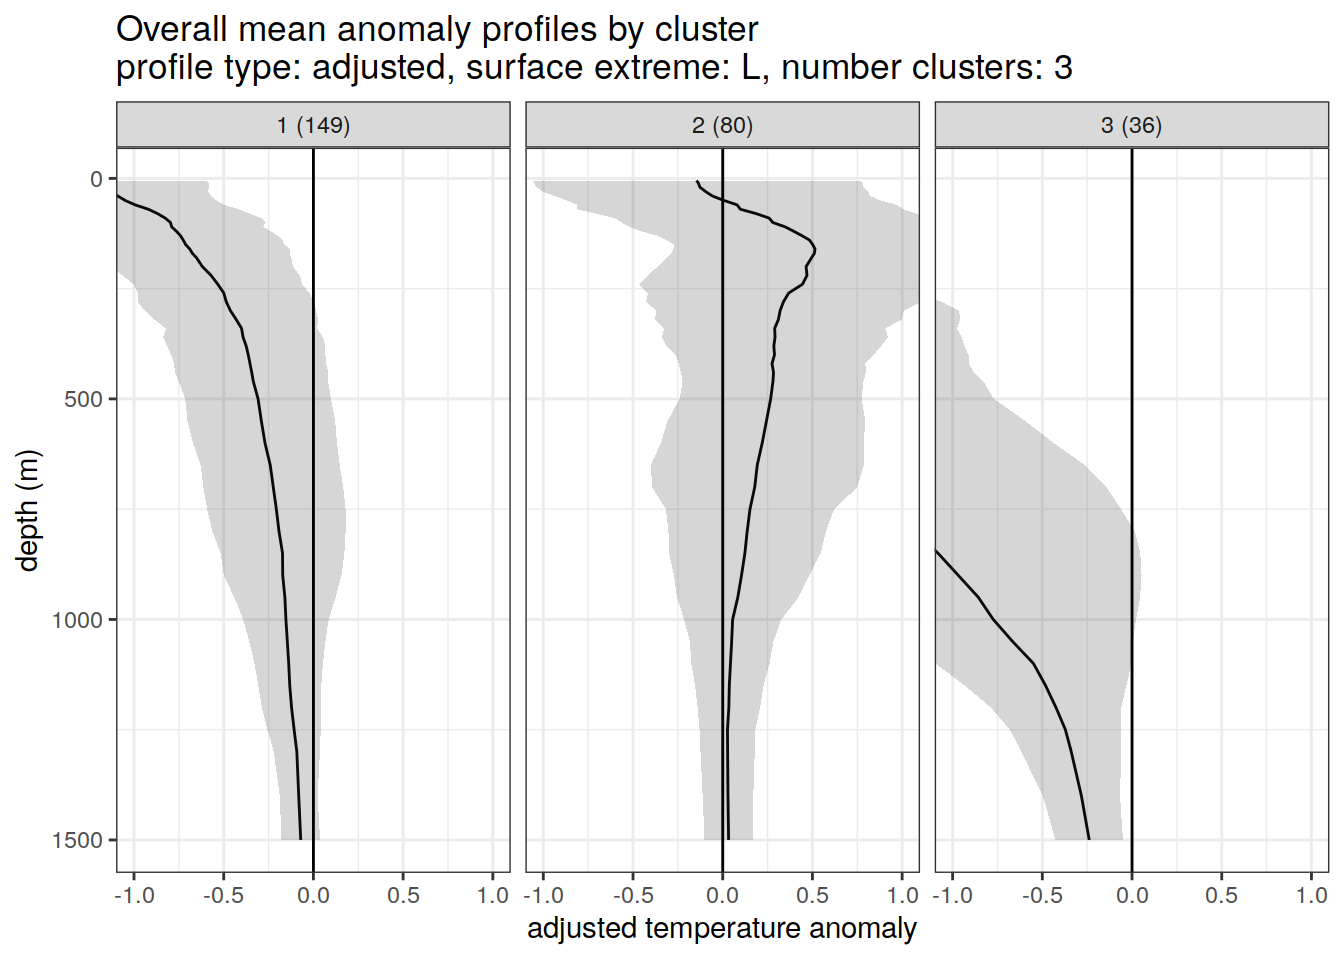 Overall mean anomaly profiles by cluster
profile type: adjusted, surface extreme: L, number clusters: 3
1 (149)
2 (80)
3 (36)
0
500
1000
1500
depth (m)
-1.0 -0.5 0.0 0.5 1.0
-1.0 -0.5 0.0 0.5 1.0
-1.0 -0.5 0.0 0.5 1.0
adjusted temperature anomaly